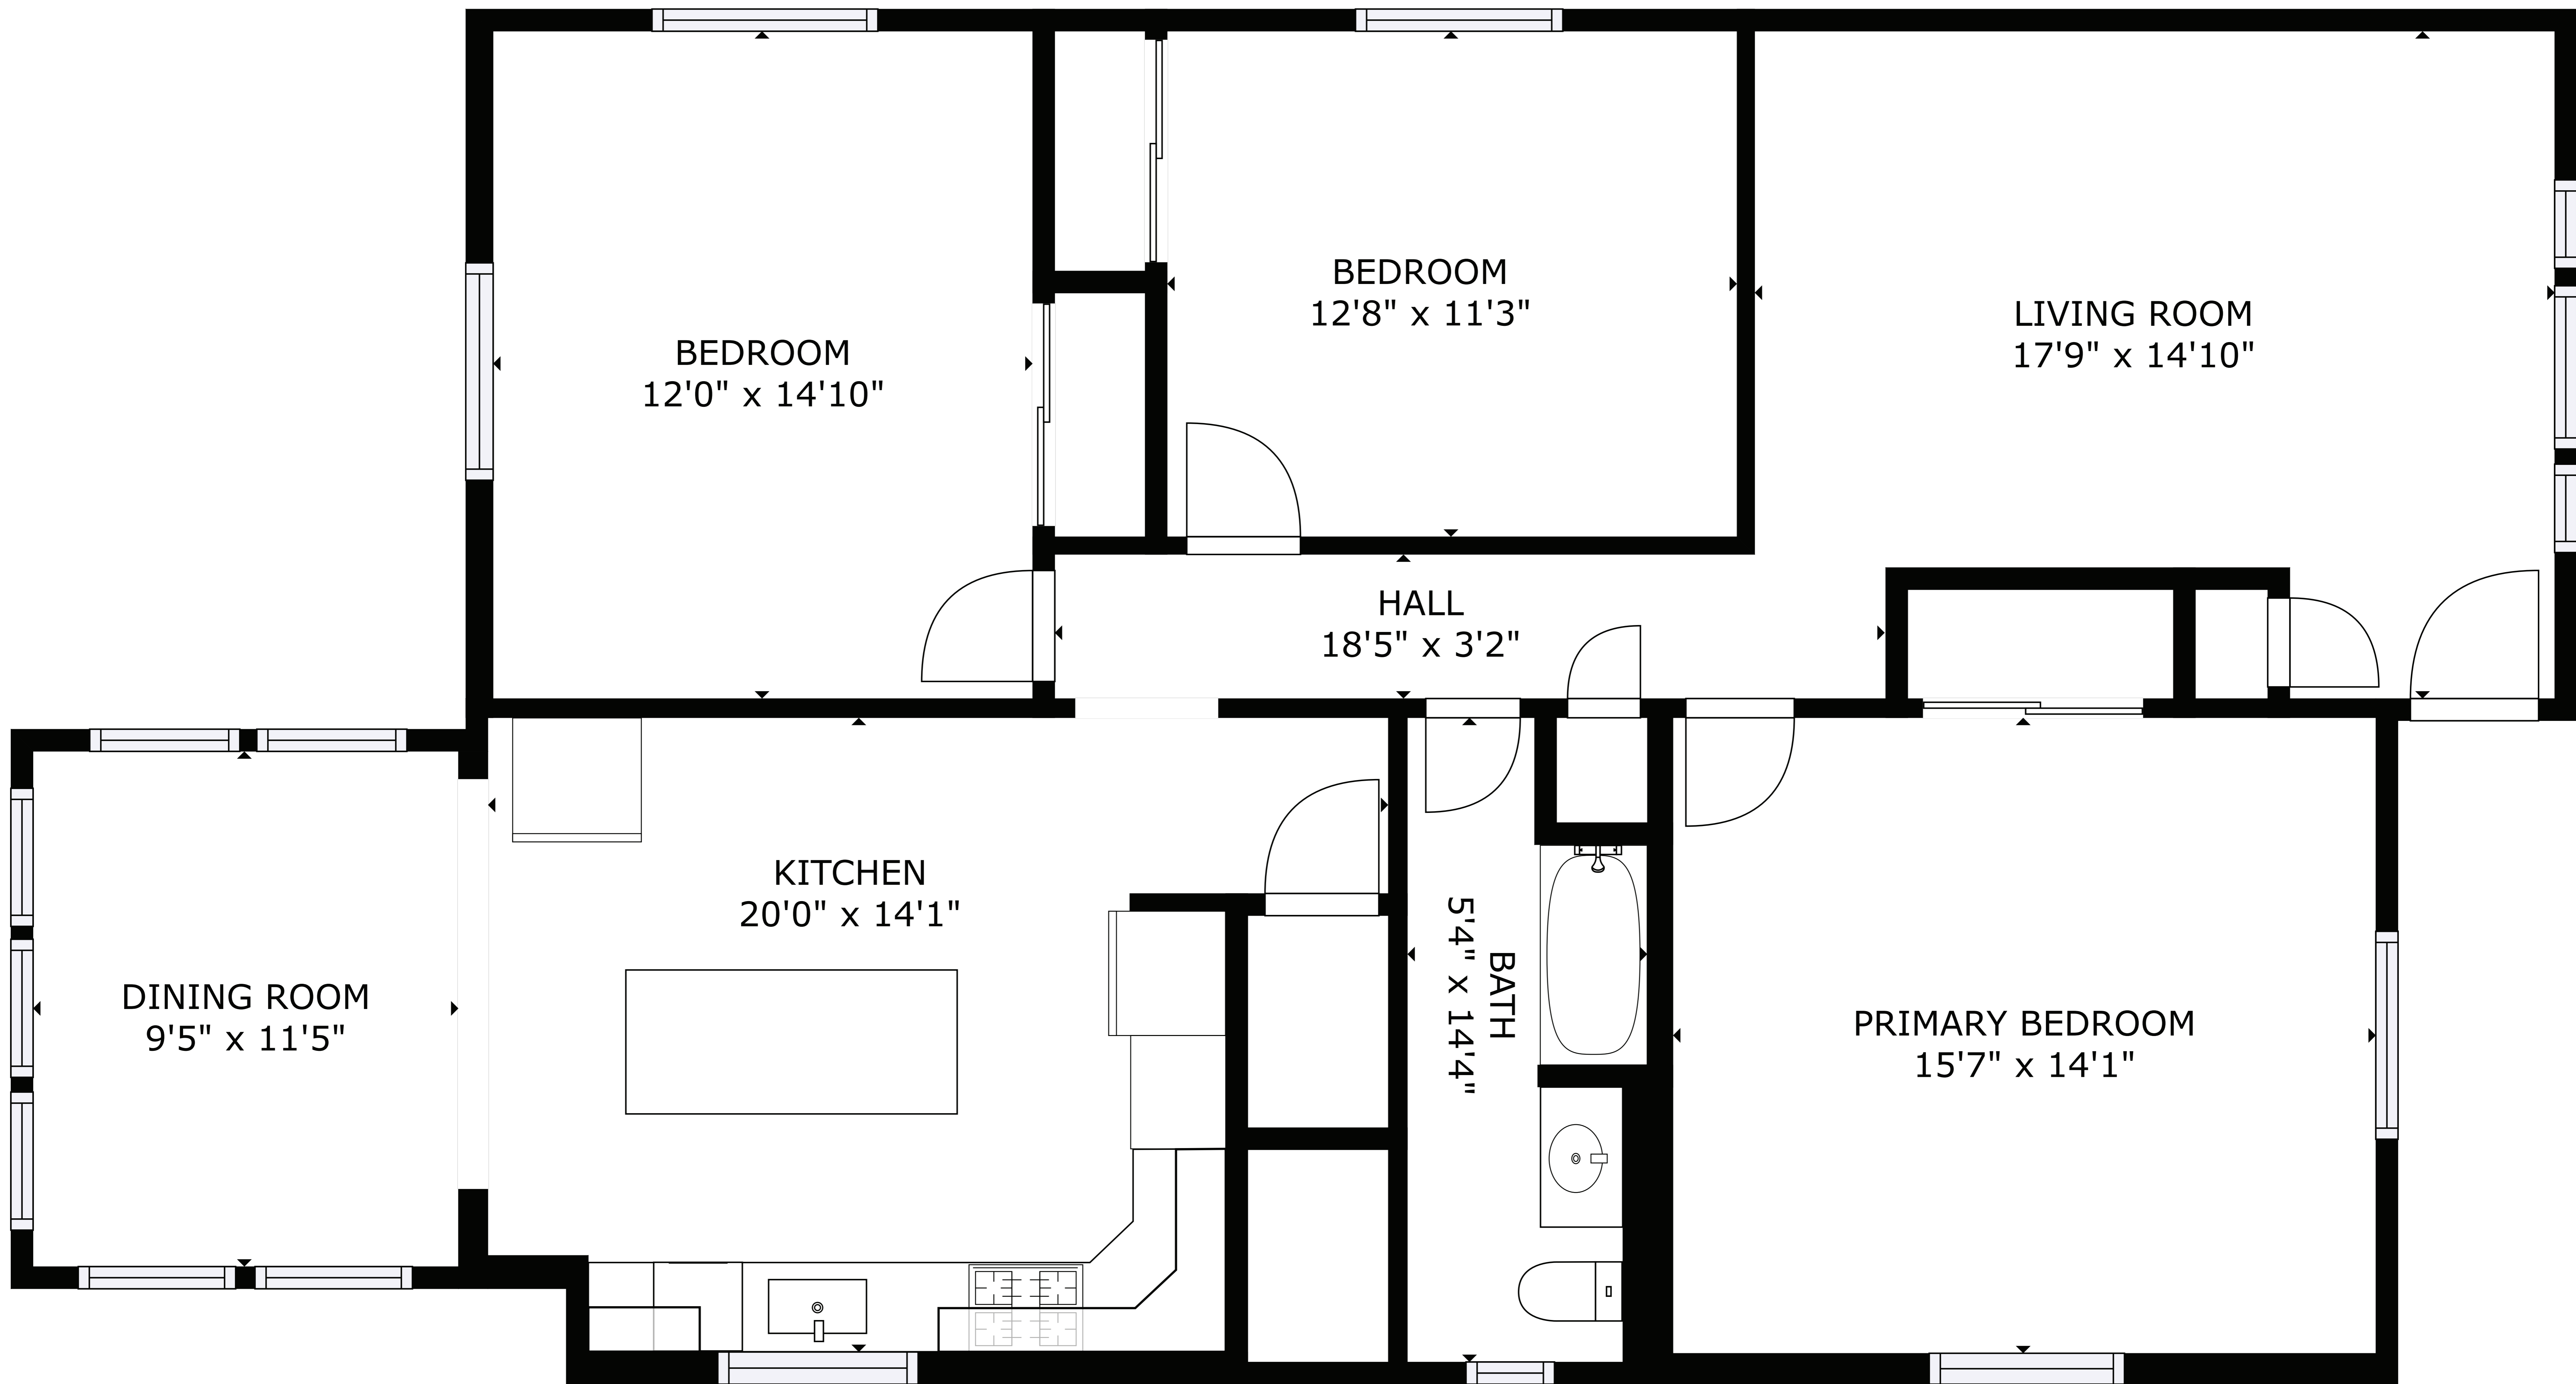 BEDROOM
12'0" x 14'10"
BEDROOM
12'8" x 11'3"
LIVING ROOM
17'9" x 14'10"
HALL
18'5" x 3'2"
KITCHEN
20'0" x 14'1"
DINING ROOM
9'5" x 11'5"
BATH
5'4" x 14'4"
PRIMARY BEDROOM
15'7" x 14'1"